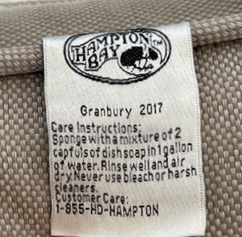 HAMPTON
BAY
Granbury 2017
Care Instructions:
Sponge with a mixture of 2
capfuls of dish soap in 1 gallon
of water. Rinse well and air
dry. Never use bleach or harsh
cleaners.
Customer Care:
1-855-HD-HAMPTON